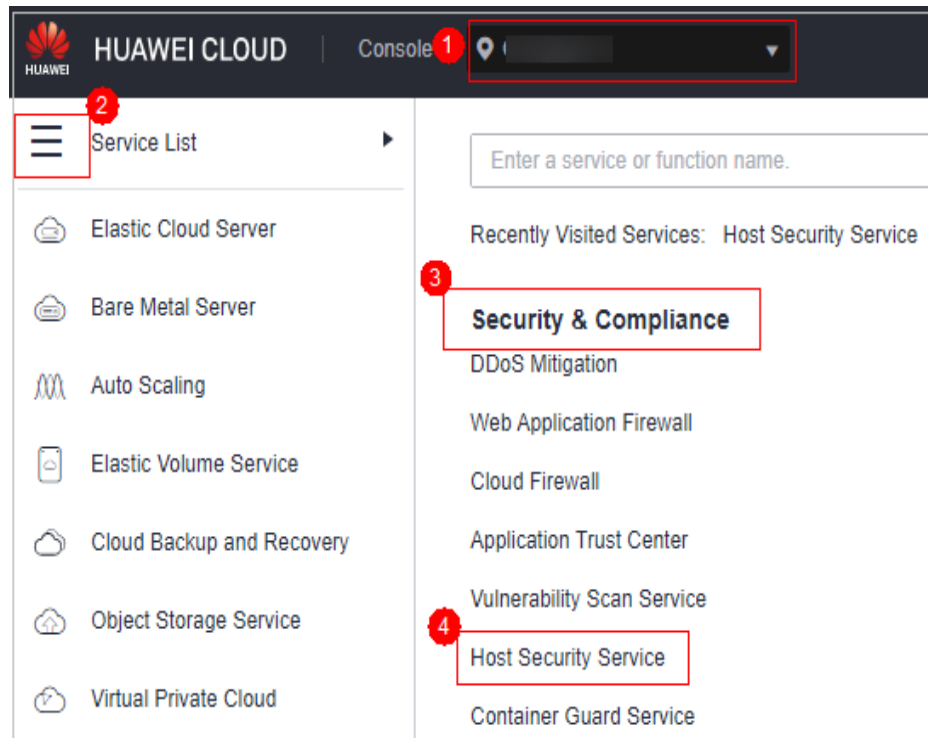 HUAWEI
HUAWEI CLOUD
Console
1
2
Service List
Enter a service or function name.
Elastic Cloud Server
Bare Metal Server
Auto Scaling
Elastic Volume Service
Cloud Backup and Recovery
Object Storage Service
Virtual Private Cloud
Recently Visited Services: Host Security Service
3
Security & Compliance
DDoS Mitigation
Web Application Firewall
Cloud Firewall
Application Trust Center
Vulnerability Scan Service
4
Host Security Service
Container Guard Service